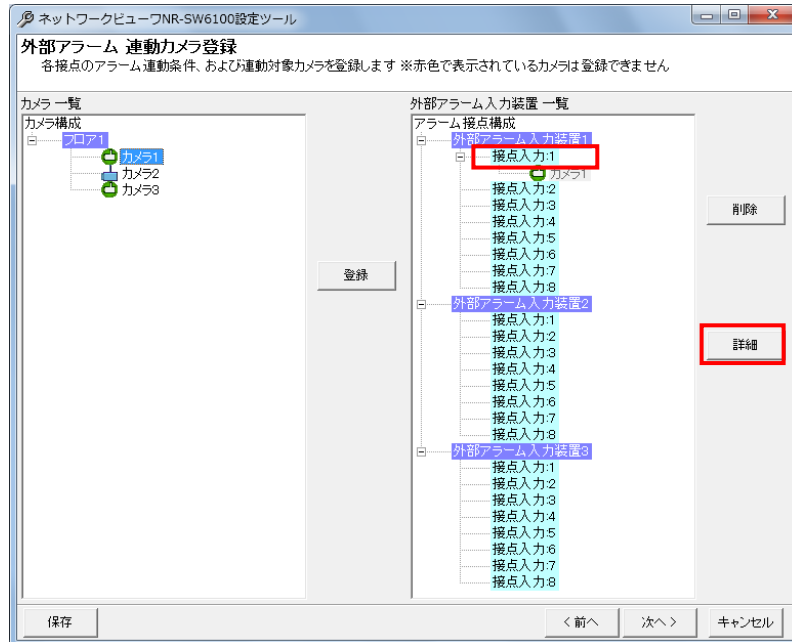 ネットワークビューワNR-SW6100設定ツール
外部アラーム 連動カメラ登録
各接点のアラーム連動条件、および連動対象カメラを登録します ※赤色で表示されているカメラは登録できません
カメラ 一覧
カメラ構成
フロア1
カメラ1
カメラ2
カメラ3
登録
外部アラーム入力装置 一覧
アラーム接点構成
外部アラーム入力装置1
接点入力:1
カメラ1
接点入力:2
接点入力:3
接点入力:4
接点入力:5
接点入力:6
接点入力:7
接点入力:8
外部アラーム入力装置2
接点入力:1
接点入力:2
接点入力:3
接点入力:4
接点入力:5
接点入力:6
接点入力:7
接点入力:8
外部アラーム入力装置3
接点入力:1
接点入力:2
接点入力:3
接点入力:4
接点入力:5
接点入力:6
接点入力:7
接点入力:8
削除
詳細
保存
< 前へ
次へ >
キャンセル